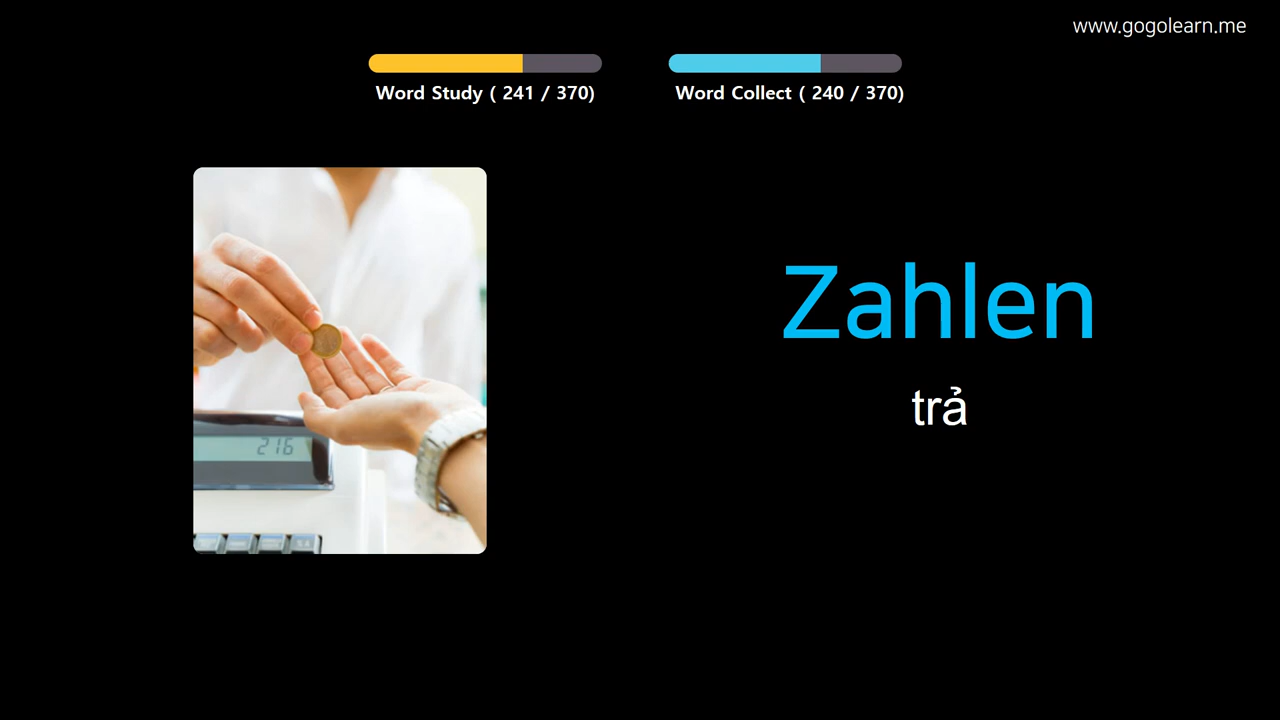 www.gogolearn.me
Word Study ( 241 / 370)
Word Collect ( 240 / 370)
Zahlen
trả
216